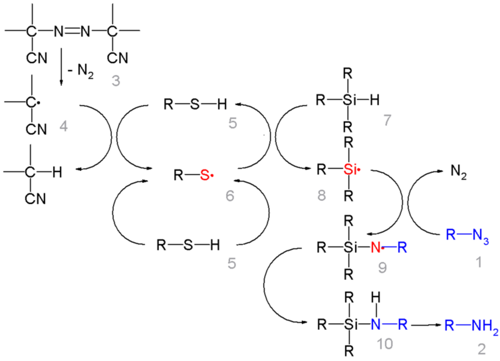 C N N C
CN CN 3
- N₂
C•
CN 4
C H
CN
R S H 5
R S• 6
R S H 5
R
R Si H
R 7
R
R Si•
R 8
N₂
R N₃ 1
R
R Si N• R
R 9
R H
R Si N R R NH₂
R 10 2